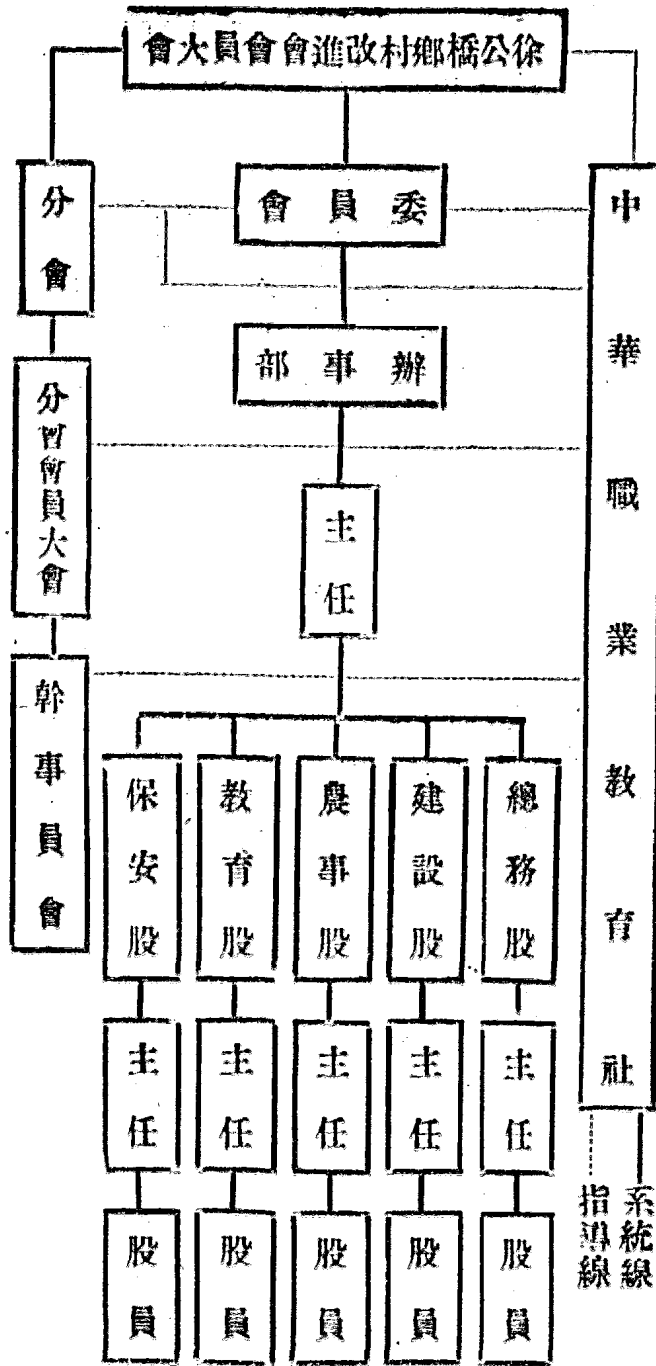 徐公橋鄉村改進會會員大會
中華職業教育社
委員會
分會
辦事部
分會會員大會
主任
幹事員會
總務股
建設股
農事股
教育股
保安股
主任
主任
主任
主任
主任
股員
股員
股員
股員
股員
系統線
指導線